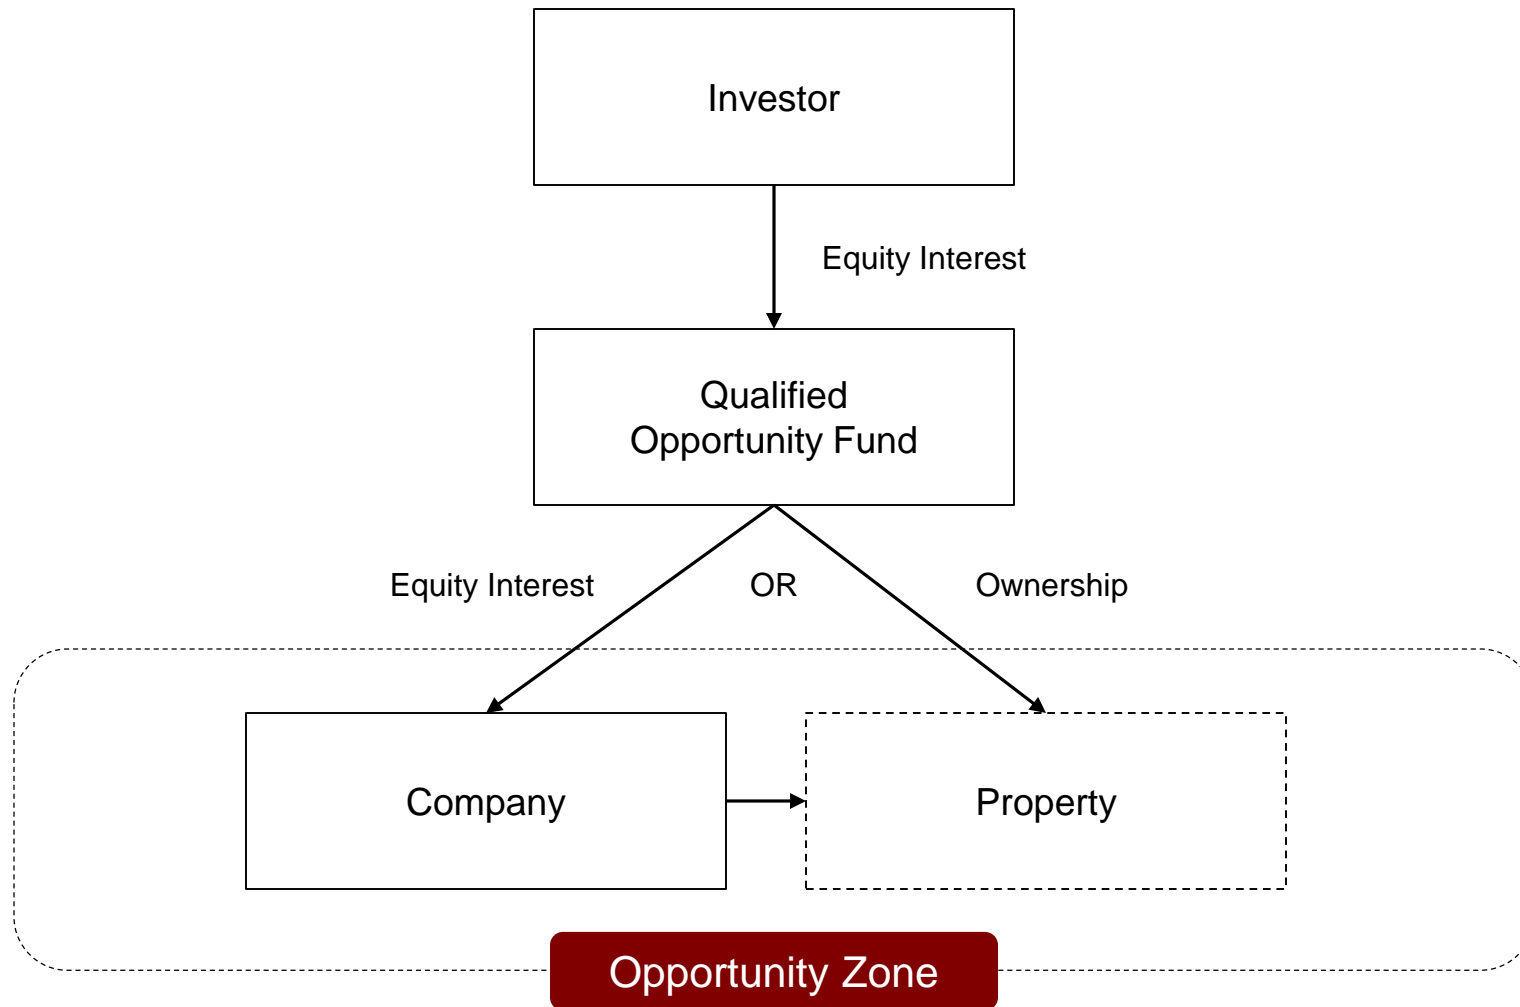 Investor
Equity Interest
Qualified
Opportunity Fund
Equity Interest
OR
Ownership
Company
Property
Opportunity Zone